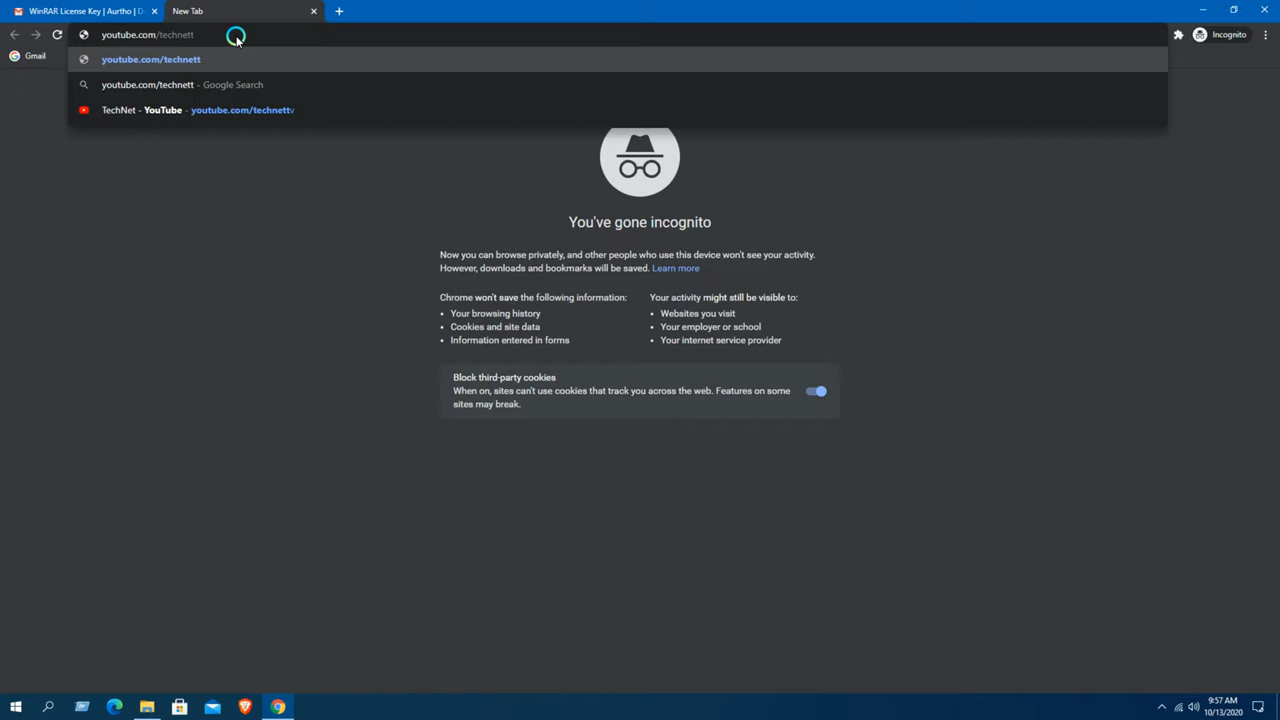 WinRAR License Key | Aurtho | D
New Tab
youtube.com/technett
Incognito
Gmail
youtube.com/technett
youtube.com/technett - Google Search
TechNet - YouTube - youtube.com/technettv
You've gone incognito
Now you can browse privately, and other people who use this device won't see your activity.
However, downloads and bookmarks will be saved. Learn more
Chrome won't save the following information:
• Your browsing history
• Cookies and site data
• Information entered in forms
Your activity might still be visible to:
• Websites you visit
• Your employer or school
• Your internet service provider
Block third-party cookies
When on, sites can't use cookies that track you across the web. Features on some
sites may break.
9:57 AM
10/13/2020